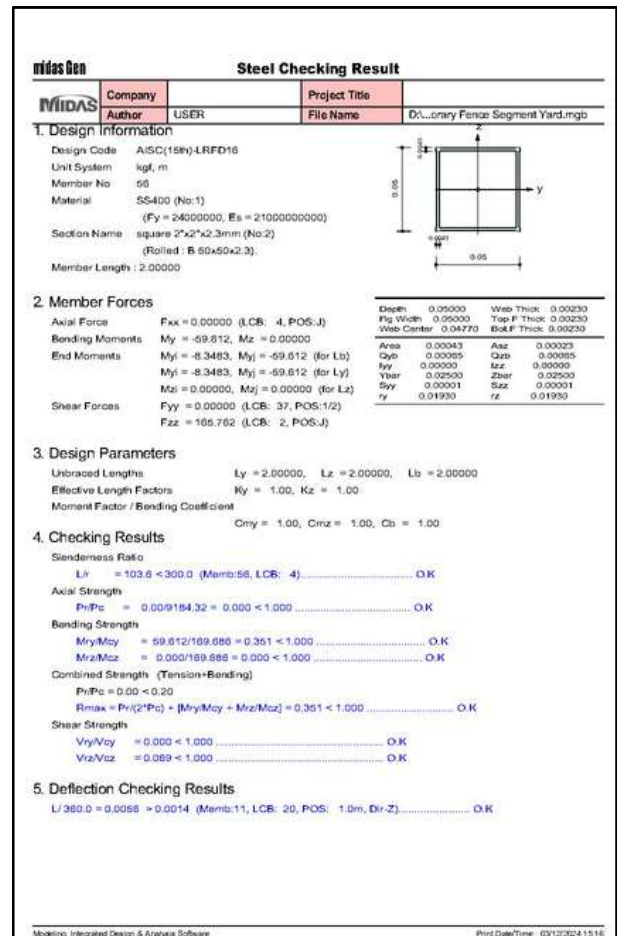 midas Gen
Steel Checking Result
MIDAS
Company
Project Title
Author USER File Name D:\...orary Fence Segment Yard.mgb
1. Design Information
Design Code AISC(15th)-LRFD16
Unit System kgf, m
Member No 56
Material SS400 (No:1)
(Fy = 24000000, Es = 21000000000)
Section Name square 2"x2"x2.3mm (No:2)
(Rolled : B 50x50x2.3).
Member Length : 2.00000
z
y
0.05
0.0023
0.0023
0.05
2. Member Forces
Axial Force Fxx = 0.00000 (LCB: 4, POS:J)
Bending Moments My = -59.612, Mz = 0.00000
End Moments Myi = -8.3483, Myj = -59.612 (for Lb)
Myi = -8.3483, Myj = -59.612 (for Ly)
Mzi = 0.00000, Mzj = 0.00000 (for Lz)
Shear Forces Fyy = 0.00000 (LCB: 37, POS:1/2)
Fzz = 165.762 (LCB: 2, POS:J)
Depth 0.05000 Web Thick 0.00230
Flg Width 0.05000 Top F Thick 0.00230
Web Center 0.04770 Bot.F Thick 0.00230
Area 0.00043 Asz 0.00023
Qyb 0.00065 Qzb 0.00065
Iyy 0.00000 Izz 0.00000
Ybar 0.02500 Zbar 0.02500
Syy 0.00001 Szz 0.00001
ry 0.01930 rz 0.01930
3. Design Parameters
Unbraced Lengths Ly = 2.00000, Lz = 2.00000, Lb = 2.00000
Effective Length Factors Ky = 1.00, Kz = 1.00
Moment Factor / Bending Coefficient
Cmy = 1.00, Cmz = 1.00, Cb = 1.00
4. Checking Results
Slenderness Ratio
L/r = 103.6 < 300.0 (Memb:56, LCB: 4)................................... O.K
Axial Strength
Pr/Pc = 0.00/9184.32 = 0.000 < 1.000 ................................... O.K
Bending Strength
Mry/Mcy = 59.612/169.686 = 0.351 < 1.000 ................................... O.K
Mrz/Mcz = 0.000/169.686 = 0.000 < 1.000 ................................... O.K
Combined Strength (Tension+Bending)
Pr/Pc = 0.00 < 0.20
Rmax = Pr/(2*Pc) + [Mry/Mcy + Mrz/Mcz] = 0.351 < 1.000 ........................... O.K
Shear Strength
Vry/Vcy = 0.000 < 1.000 ................................................ O.K
Vrz/Vcz = 0.069 < 1.000 ................................................ O.K
5. Deflection Checking Results
L/ 360.0 = 0.0056 > 0.0014 (Memb:11, LCB: 20, POS: 1.0m, Dir-Z)....................... O.K
Modeling, Integrated Design & Analysis Software
Print Date/Time : 03/12/2024 15:16